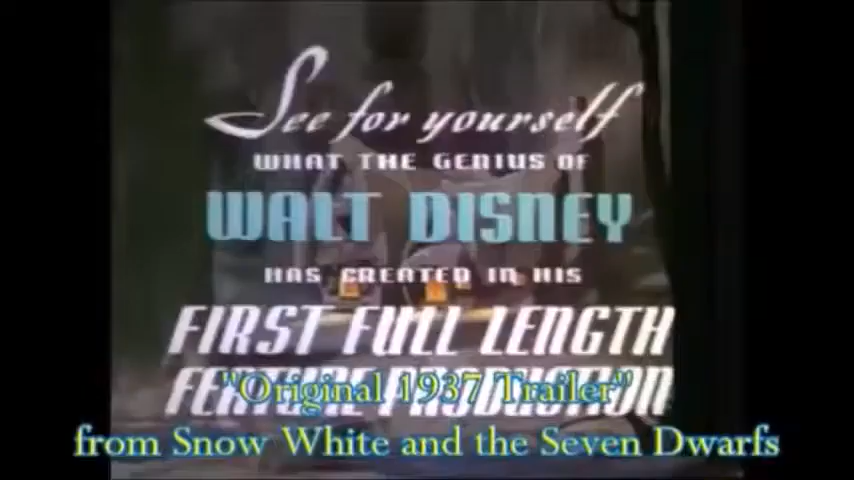 See for yourself
WHAT THE GENIUS OF
WALT DISNEY
HAS CREATED IN HIS
FIRST FULL LENGTH
FEATURE PRODUCTION
"Original 1937 Trailer"
from Snow White and the Seven Dwarfs